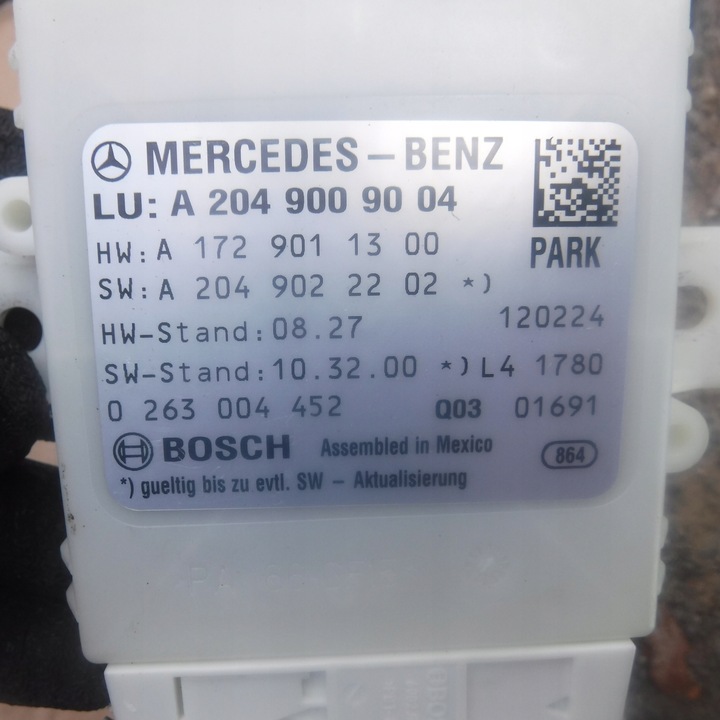 MERCEDES-BENZ
LU: A 204 900 90 04
PARK
HW: A 172 901 13 00
SW: A 204 902 22 02 *)
HW-Stand: 08.27 120224
SW-Stand: 10.32.00 *) L4 1780
0 263 004 452 Q03 01691
BOSCH Assembled in Mexico 864
*) gueltig bis zu evtl. SW - Aktualisierung